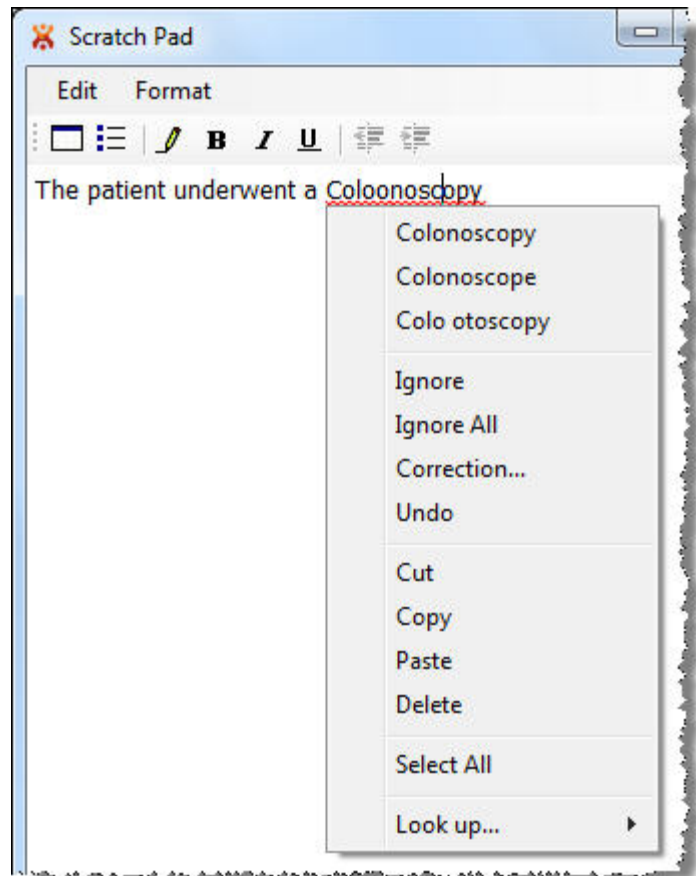 Scratch Pad
Edit Format
B I U
The patient underwent a Coloonoscopy
Colonoscopy
Colonoscope
Colo otoscopy
Ignore
Ignore All
Correction...
Undo
Cut
Copy
Paste
Delete
Select All
Look up...